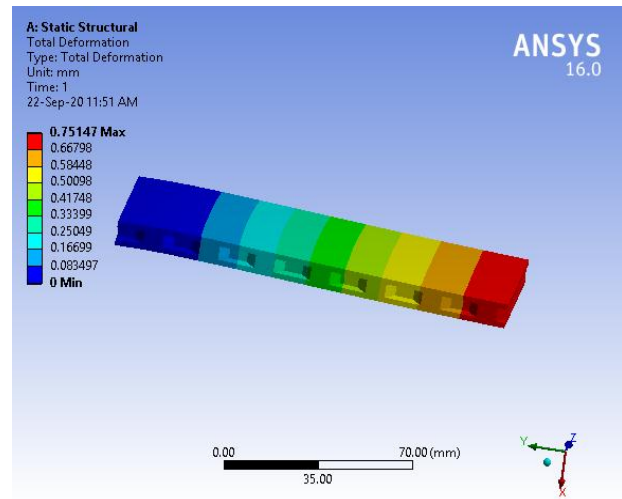 A: Static Structural
Total Deformation
Type: Total Deformation
Unit: mm
Time: 1
22-Sep-20 11:51 AM
ANSYS
16.0
0.75147 Max
0.66798
0.58448
0.50098
0.41748
0.33399
0.25049
0.16699
0.083497
0 Min
0.00 70.00 (mm)
35.00
Y Z
X